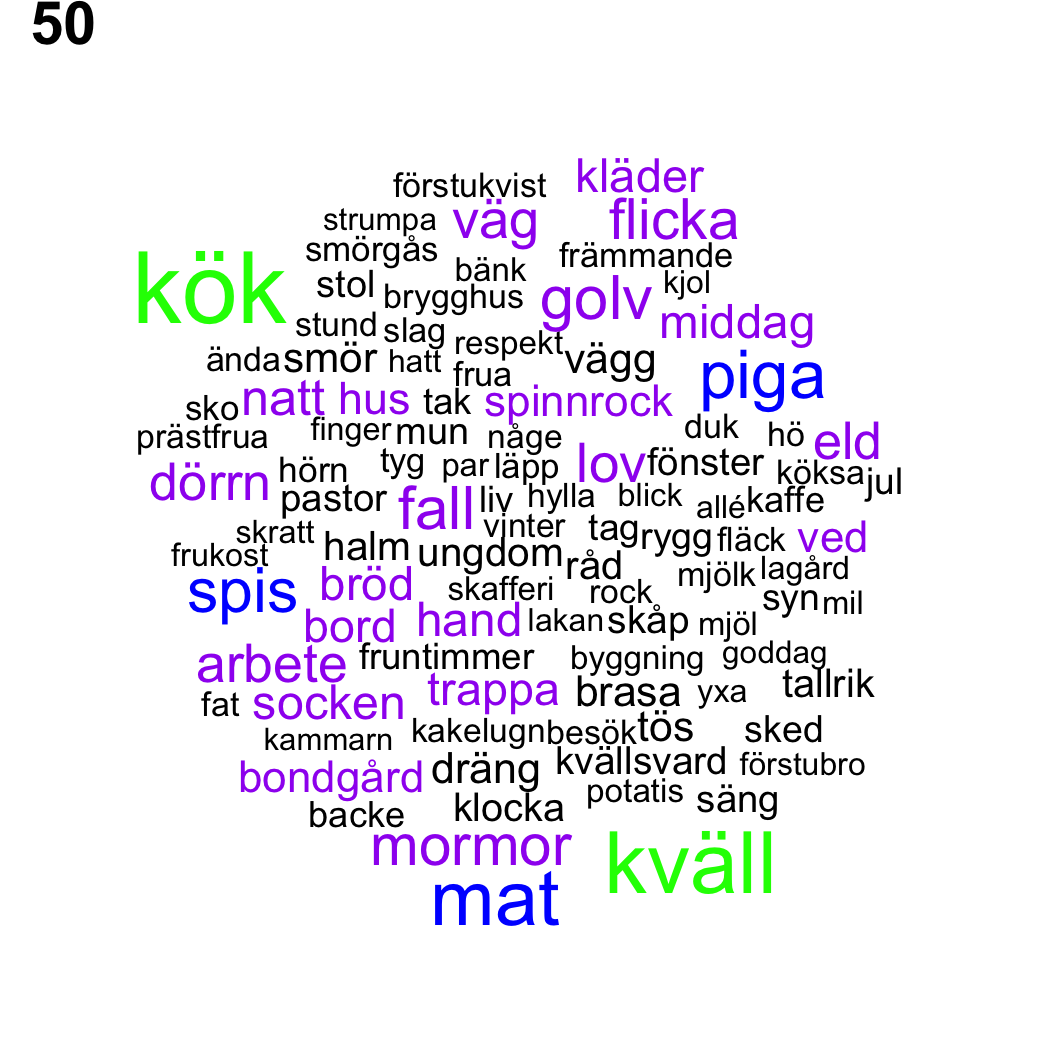 50
förstukvist kläder
strumpa väg flicka
smörgås bänk främmande
kök stol brygghus golv kjol
stund slag respekt middag
ända smör hatt frua vägg piga
sko natt hus tak spinnrock
prästfrua finger mun någe duk hö eld
dörrn hörn tyg par läpp lov fönster köksa jul
pastor fall liv hylla blick allé kaffe
skratt vinter tag rygg fläck ved
frukost halm ungdom råd mjölk lagård
spis bröd skafferi rock syn mil
bord hand lakan skåp mjöl
arbete fruntimmer byggning goddag
fat socken trappa brasa yxa tallrik
kammarn kakelugn besök tös sked
bondgård dräng kvällsvard förstubro
backe klocka potatis säng
mormor kväll
mat